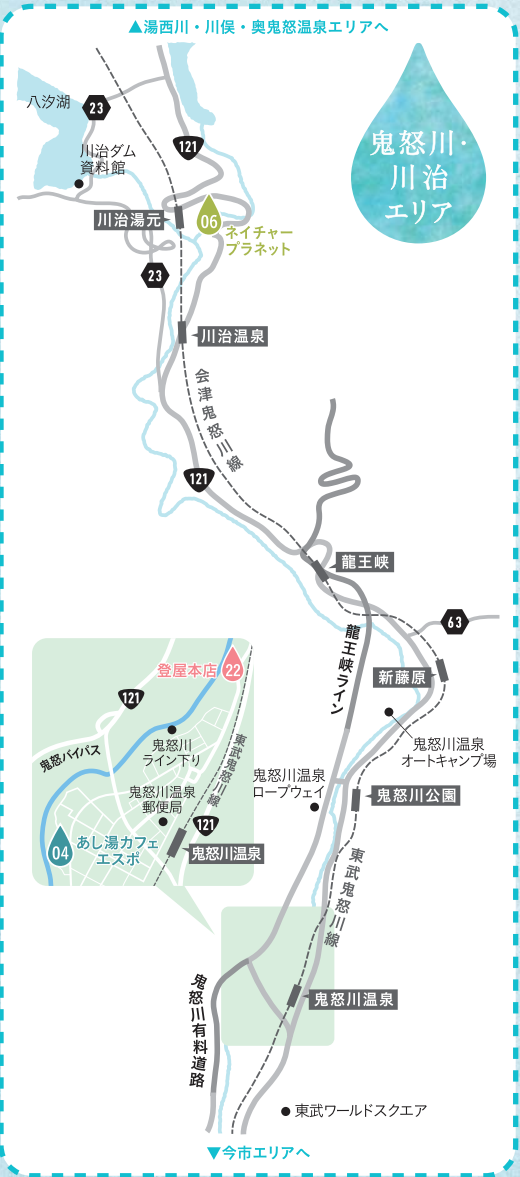 ▲湯西川・川俣・奥鬼怒温泉エリアへ
鬼怒川・
川治
エリア
八汐湖
23
121
川治ダム
資料館
川治湯元
06
ネイチャー
プラネット
23
川治温泉
会津鬼怒川線
121
龍王峡
63
龍王峡ライン
新藤原
鬼怒川温泉
オートキャンプ場
登屋本店
22
121
鬼怒バイパス
鬼怒川
ライン下り
東武鬼怒川線
鬼怒川温泉
郵便局
121
鬼怒川温泉
04
あし湯カフェ
エスポ
鬼怒川温泉
ロープウェイ
鬼怒川公園
東武鬼怒川線
鬼怒川温泉
鬼怒川有料道路
東武ワールドスクエア
▼今市エリアへ